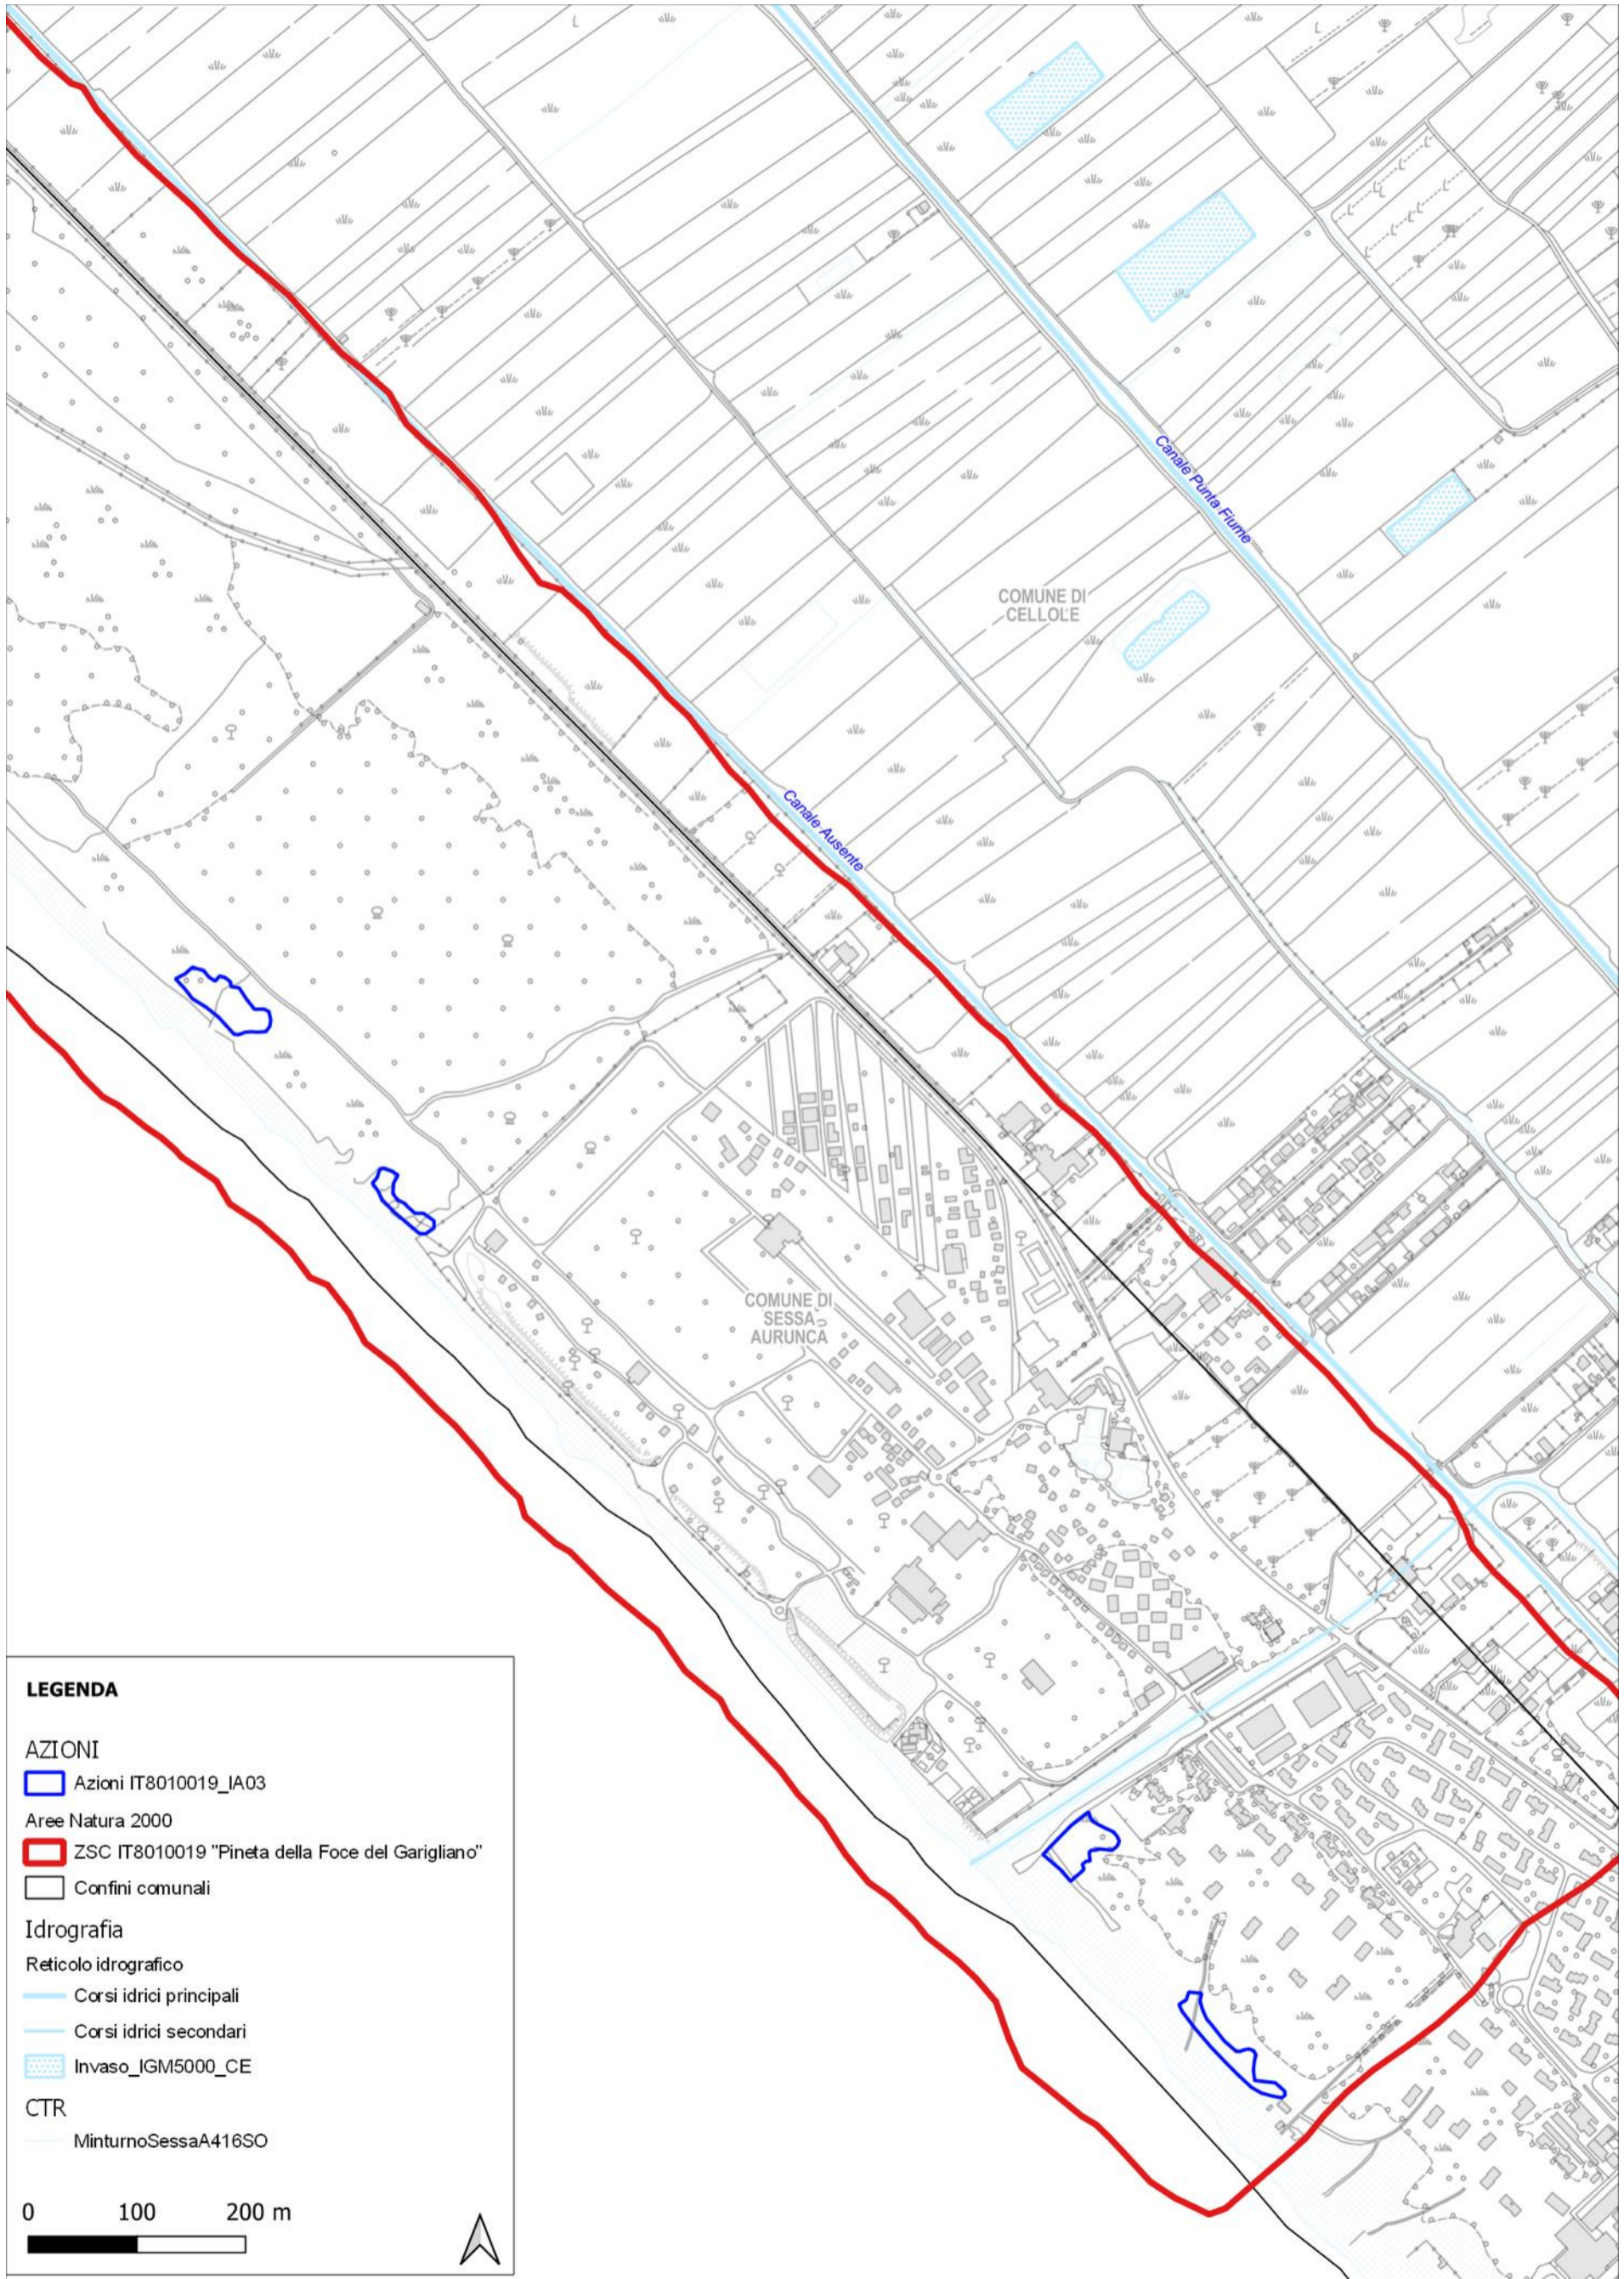 Canale Punta Fiume
COMUNE DI
CELLOLE
Canale Ausente
COMUNE DI
SESSA
AURUNCA
LEGENDA
AZIONI
Azioni IT8010019_IA03
Aree Natura 2000
ZSC IT8010019 "Pineta della Foce del Garigliano"
Confini comunali
Idrografia
Reticolo idrografico
Corsi idrici principali
Corsi idrici secondari
Invaso_IGM5000_CE
CTR
MinturnoSessaA416SO
0 100 200 m